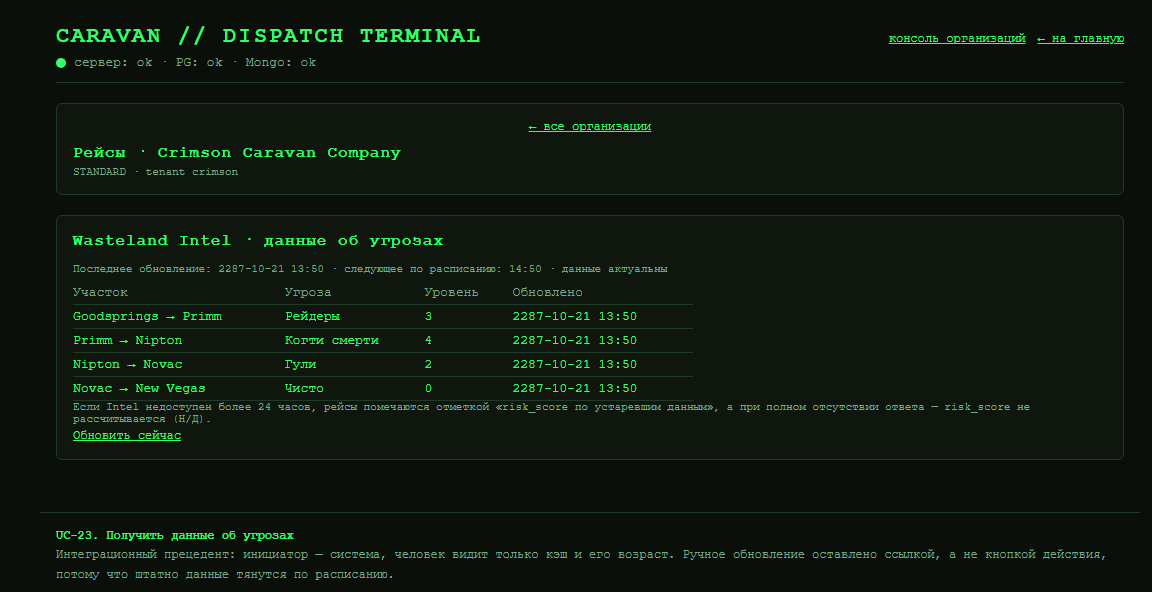 CARAVAN // DISPATCH TERMINAL
консоль организаций ← на главную
сервер: ok · PG: ok · Mongo: ok
← все организации
Рейсы · Crimson Caravan Company
STANDARD · tenant crimson
Wasteland Intel · данные об угрозах
Последнее обновление: 2287-10-21 13:50 · следующее по расписанию: 14:50 · данные актуальны
Участок Угроза Уровень Обновлено
Goodsprings → Primm Рейдеры 3 2287-10-21 13:50
Primm → Nipton Когти смерти 4 2287-10-21 13:50
Nipton → Novac Гули 2 2287-10-21 13:50
Novac → New Vegas Чисто 0 2287-10-21 13:50
Если Intel недоступен более 24 часов, рейсы помечаются отметкой «risk_score по устаревшим данным», а при полном отсутствии ответа — risk_score не
рассчитывается (Н/Д).
Обновить сейчас
UC-23. Получить данные об угрозах
Интеграционный прецедент: инициатор — система, человек видит только кэш и его возраст. Ручное обновление оставлено ссылкой, а не кнопкой действия,
потому что штатно данные тянутся по расписанию.